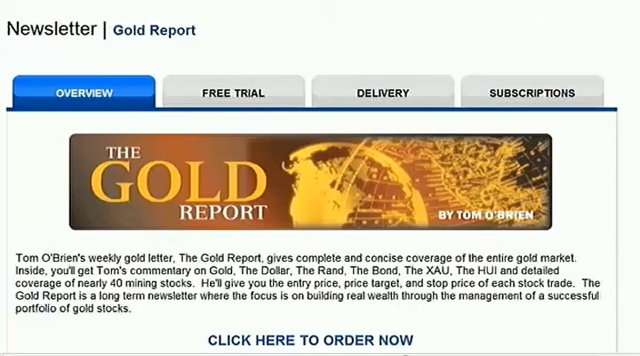 Newsletter | Gold Report
OVERVIEW
FREE TRIAL
DELIVERY
SUBSCRIPTIONS
THE
GOLD
REPORT
BY TOM O'BRIEN
Tom O'Brien's weekly gold letter, The Gold Report, gives complete and concise coverage of the entire gold market.
Inside, you'll get Tom's commentary on Gold, The Dollar, The Rand, The Bond, The XAU, The HUI and detailed
coverage of nearly 40 mining stocks.  He'll give you the entry price, price target, and stop price of each stock trade.  The
Gold Report is a long term newsletter where the focus is on building real wealth through the management of a successful
portfolio of gold stocks.
CLICK HERE TO ORDER NOW